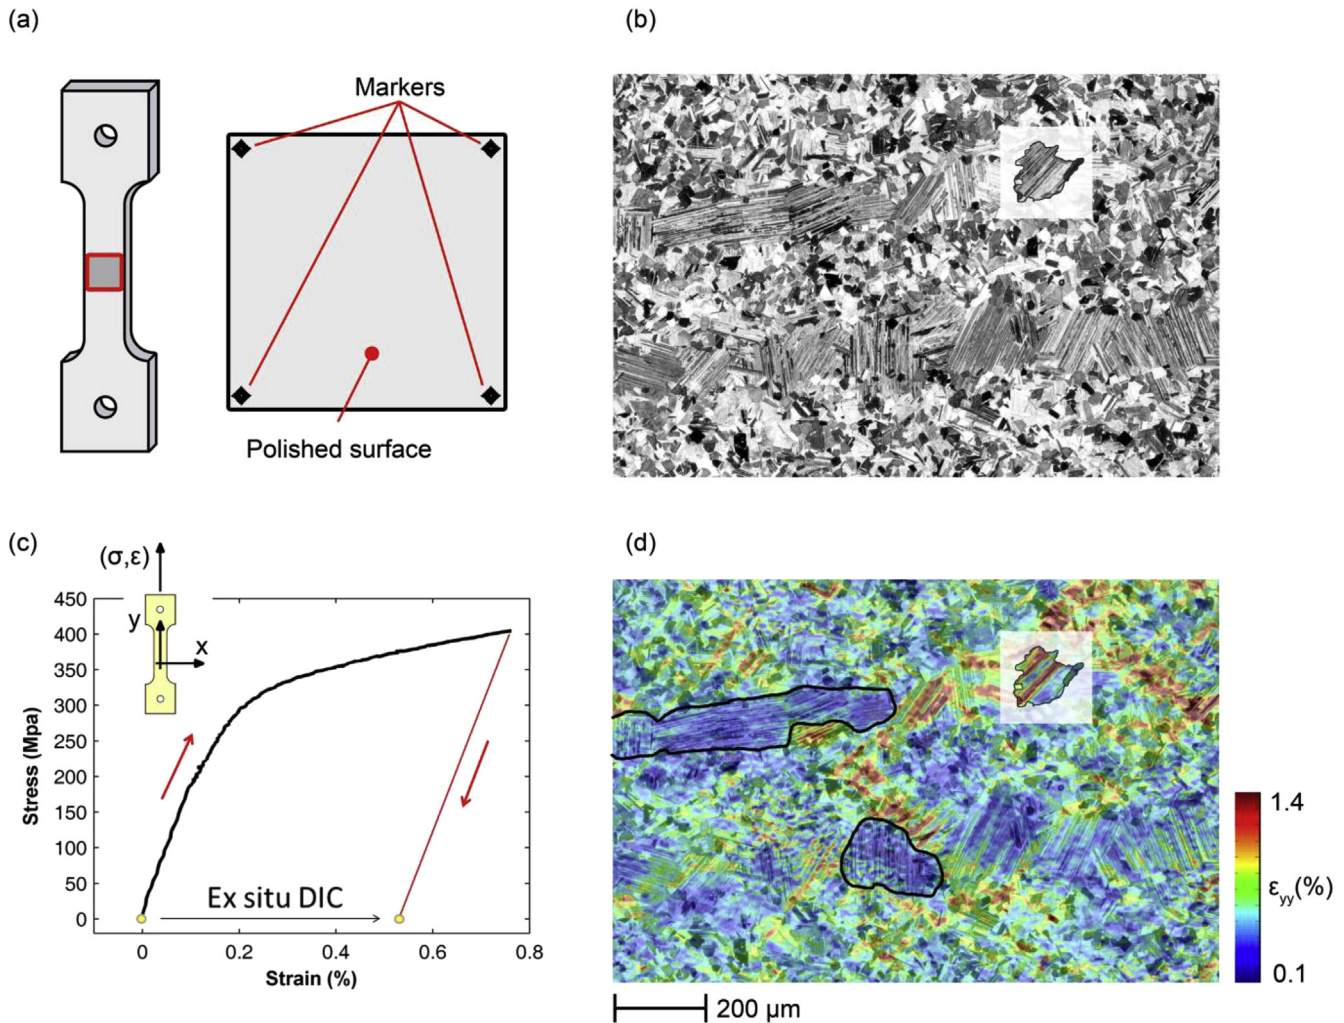 (a)
Markers
Polished surface
(b)
(c)
(σ,ε)
y
x
450
400
350
300
250
200
150
100
50
0
Stress (Mpa)
Ex situ DIC
0
0.2
0.4
0.6
0.8
Strain (%)
(d)
1.4
εyy(%)
0.1
200 μm